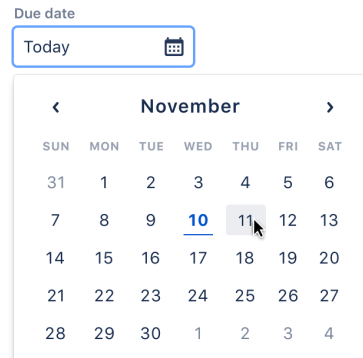 Due date
Today
‹ November ›
SUN MON TUE WED THU FRI SAT
31 1 2 3 4 5 6
7 8 9 10 11 12 13
14 15 16 17 18 19 20
21 22 23 24 25 26 27
28 29 30 1 2 3 4